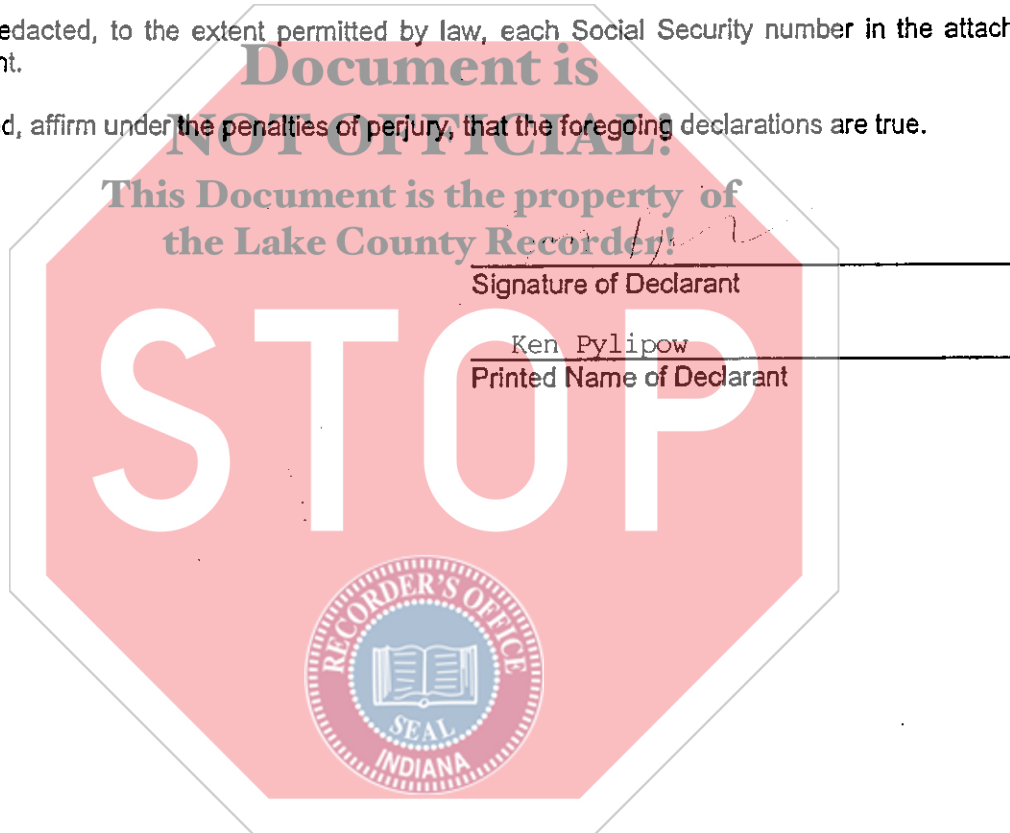 edacted, to the extent permitted by law, each Social Security number in the attach
nt.
Document is
d, affirm under the penalties of perjury, that the foregoing declarations are true.
NOT OFFICIAL!
This Document is the property of
the Lake County Recorder!
Signature of Declarant
Ken Pylipow
Printed Name of Declarant
STOP
RECORDER'S OFFICE
SEAL
INDIANA